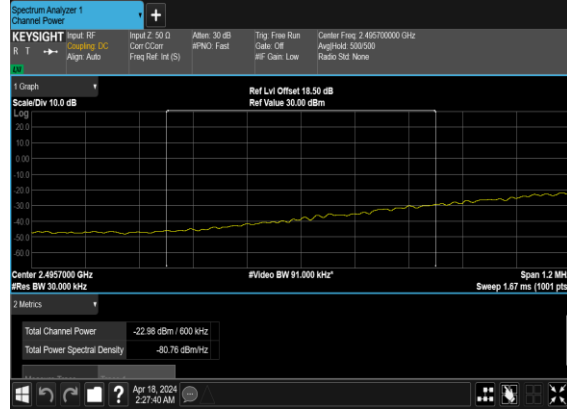 Spectrum Analyzer 1
Channel Power
+
KEYSIGHT Input: RF
R T Coupling: DC
Align: Auto
Input Z: 50 Ω
Corr CCorr
Freq Ref: Int (S)
Atten: 30 dB
#PNO: Fast
Trig: Free Run
Gate: Off
#IF Gain: Low
Center Freq: 2.495700000 GHz
Avg|Hold: 500/500
Radio Std: None
1 Graph
Scale/Div 10.0 dB
Ref Lvl Offset 18.50 dB
Ref Value 30.00 dBm
Log
20.0
10.0
0.00
-10.0
-20.0
-30.0
-40.0
-50.0
-60.0
Center 2.4957000 GHz
#Res BW 30.000 kHz
#Video BW 91.000 kHz*
Span 1.2 MH
Sweep 1.67 ms (1001 pts
2 Metrics
Total Channel Power -22.98 dBm / 600 kHz
Total Power Spectral Density -80.76 dBm/Hz
?
Apr 18, 2024
2:27:40 AM